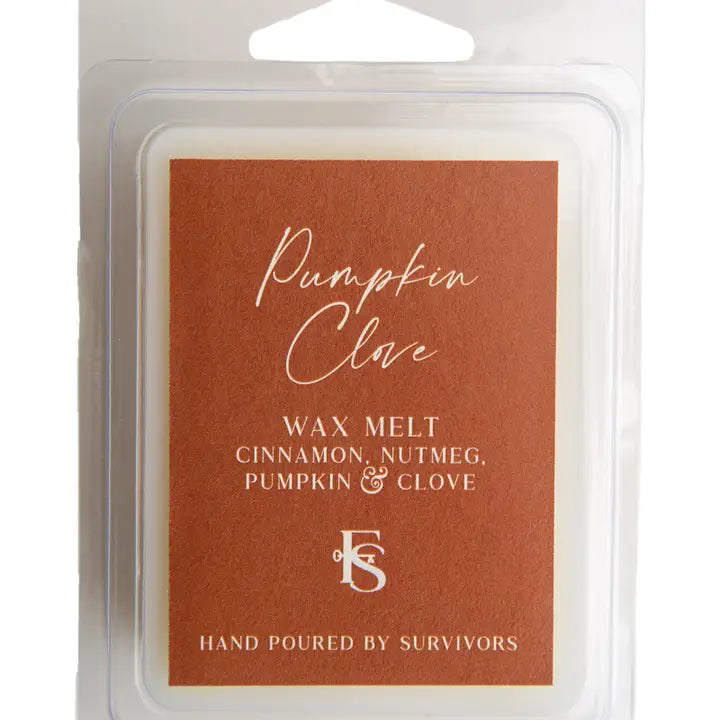 Pumpkin
Clove
WAX MELT
CINNAMON, NUTMEG,
PUMPKIN & CLOVE
FS
HAND POURED BY SURVIVORS